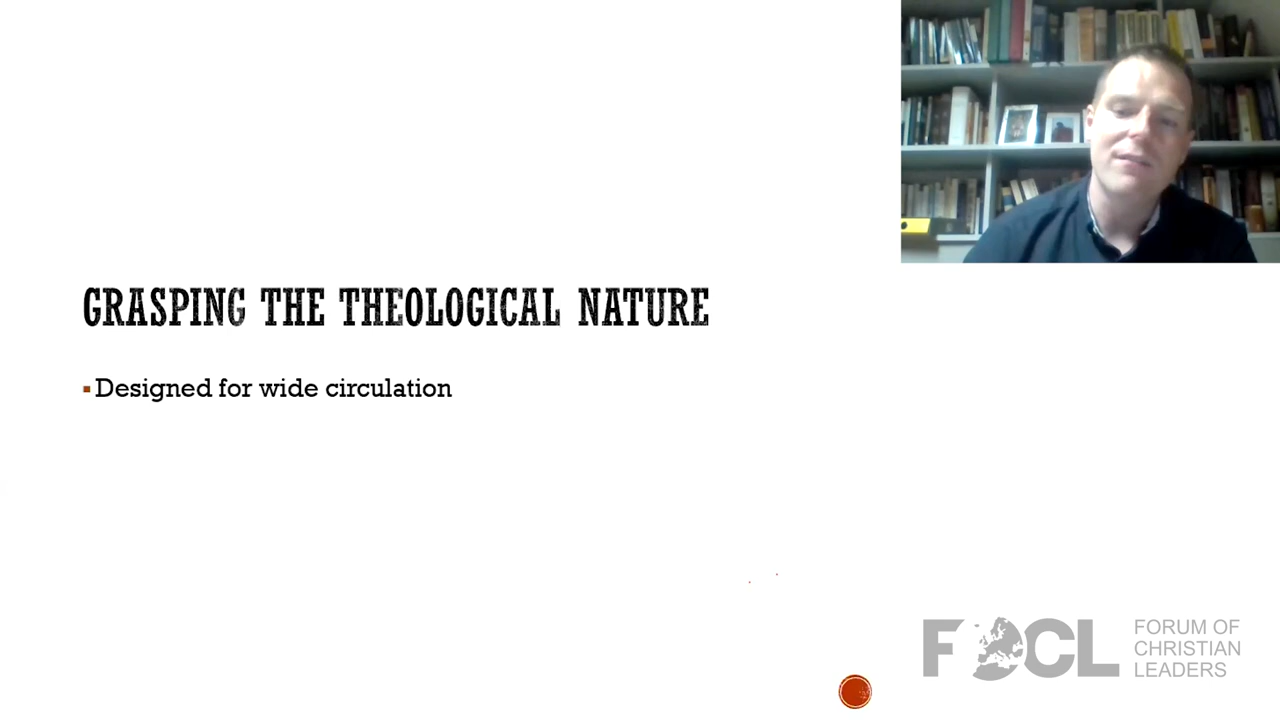 GRASPING THE THEOLOGICAL NATURE
Designed for wide circulation
FOCL
FORUM OF
CHRISTIAN
LEADERS